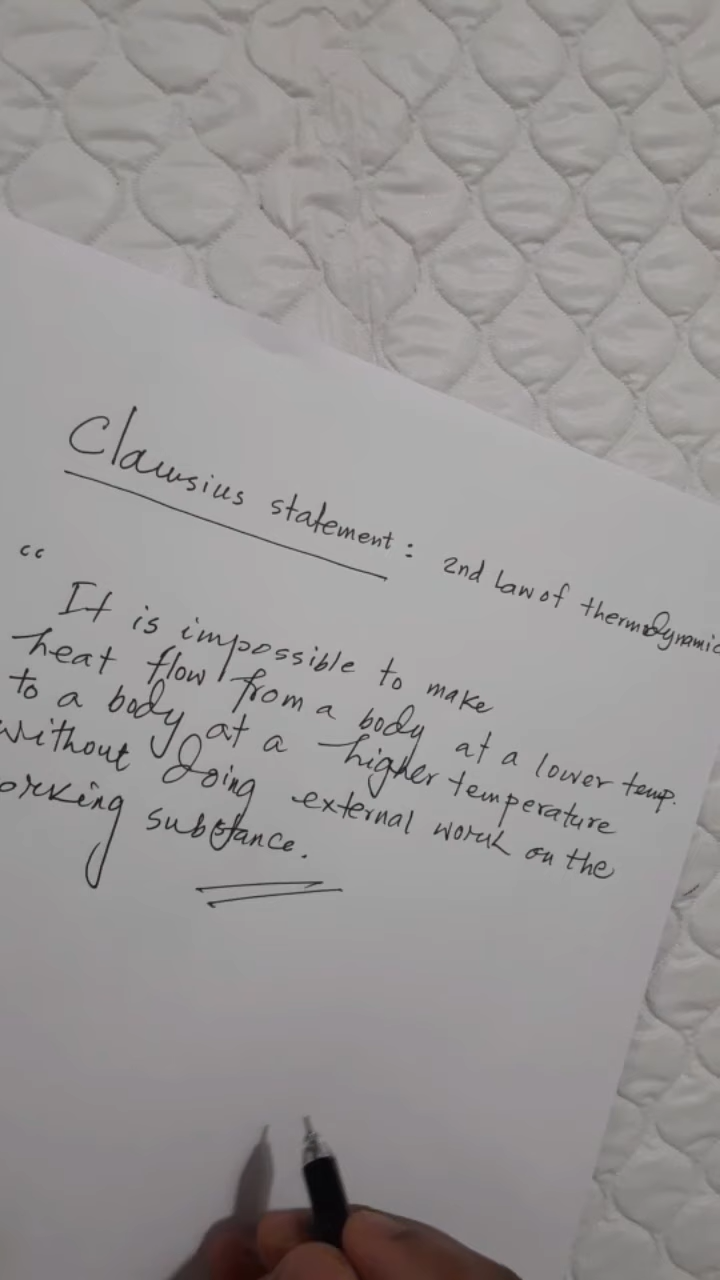 Clausius statement : 2nd Law of thermodynamic
“ It is impossible to make
heat flow from a body at a lower temp.
to a body at a higher temperature
without doing external work on the
orking substance.